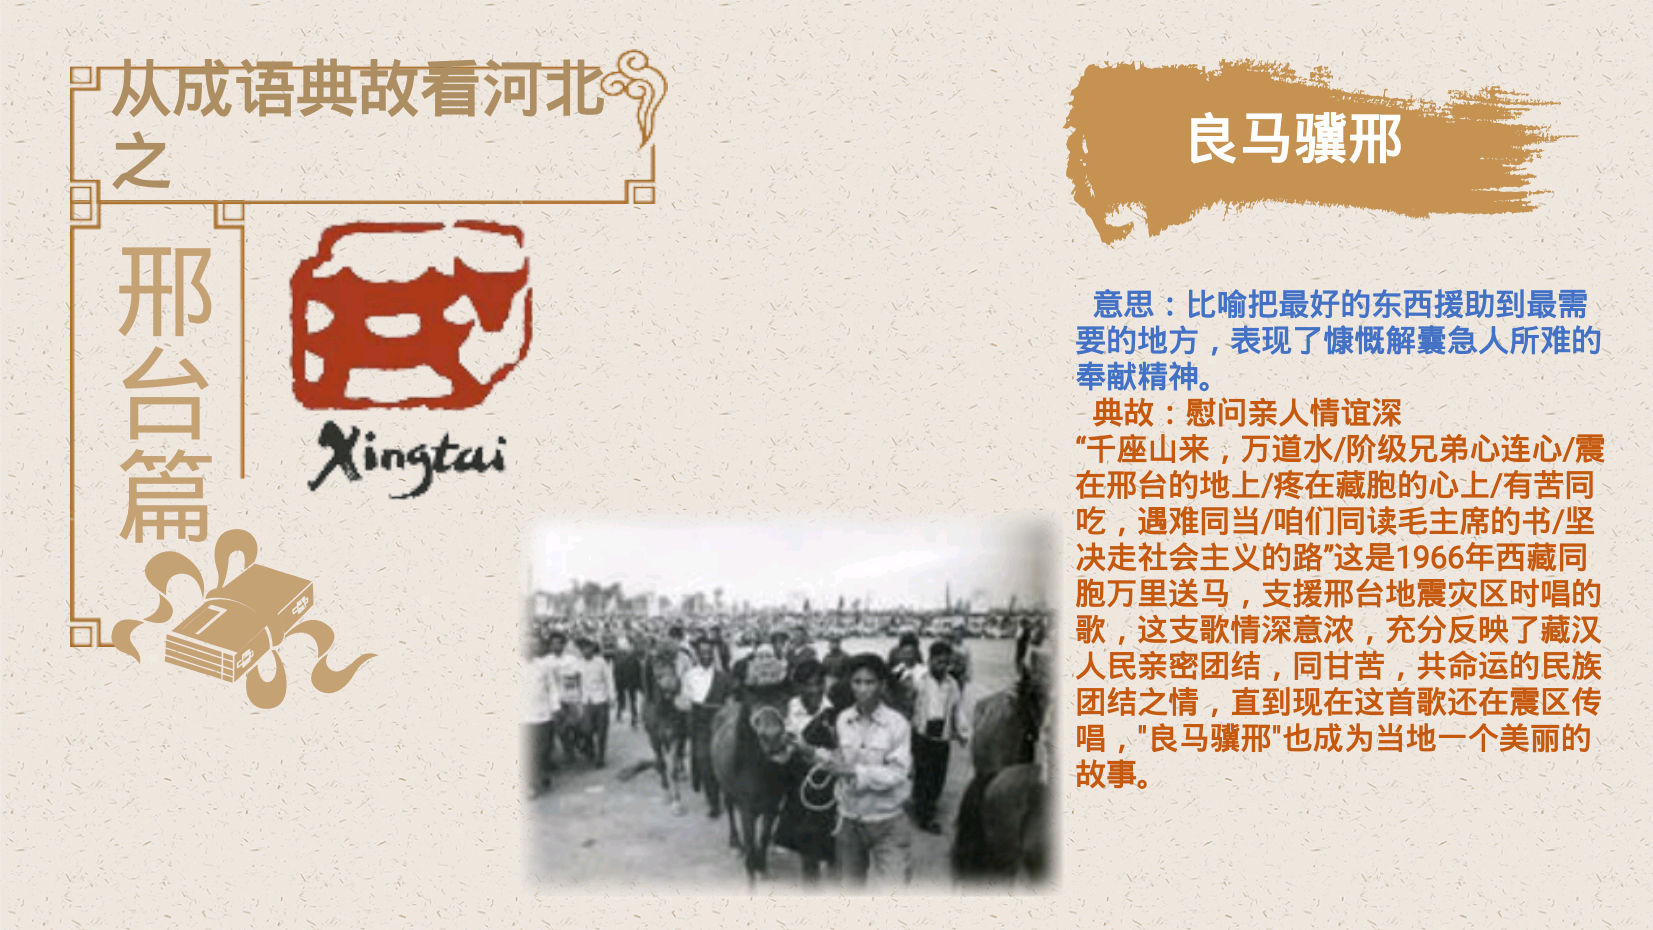 从成语典故看河北
之
邢
台
篇
Xingtai
良马骥邢
意思：比喻把最好的东西援助到最需
要的地方，表现了慷慨解囊急人所难的
奉献精神。
典故：慰问亲人情谊深
“千座山来，万道水/阶级兄弟心连心/震
在邢台的地上/疼在藏胞的心上/有苦同
吃，遇难同当/咱们同读毛主席的书/坚
决走社会主义的路”这是1966年西藏同
胞万里送马，支援邢台地震灾区时唱的
歌，这支歌情深意浓，充分反映了藏汉
人民亲密团结，同甘苦，共命运的民族
团结之情，直到现在这首歌还在震区传
唱，"良马骥邢"也成为当地一个美丽的
故事。